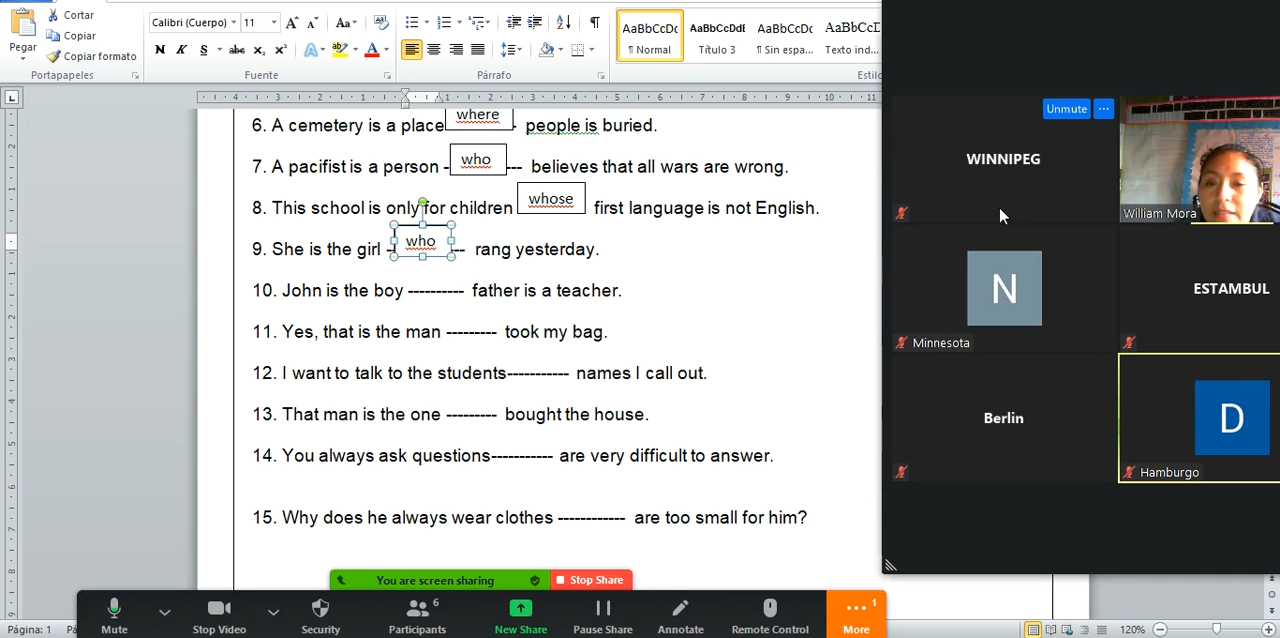 Cortar
Copiar
Copiar formato
Pegar
Portapapeles
Calibri (Cuerpo) 11
N K S abc x₂ x²
Fuente
Párrafo
AaBbCcDc AaBbCcDdE AaBbCcDc AaBbCcDc
¶ Normal Título 3 ¶ Sin espa... Texto ind...
Estilo
6. A cemetery is a place where - people is buried.
7. A pacifist is a person - who --- believes that all wars are wrong.
8. This school is only for children whose first language is not English.
9. She is the girl - who -- rang yesterday.
10. John is the boy ---------- father is a teacher.
11. Yes, that is the man --------- took my bag.
12. I want to talk to the students----------- names I call out.
13. That man is the one --------- bought the house.
14. You always ask questions----------- are very difficult to answer.
15. Why does he always wear clothes ------------ are too small for him?
Unmute ...
WINNIPEG
William Mora
N
Minnesota
ESTAMBUL
Berlin
D
Hamburgo
You are screen sharing Stop Share
Mute Stop Video Security Participants 6 New Share Pause Share Annotate Remote Control More 1
Página: 1
120%